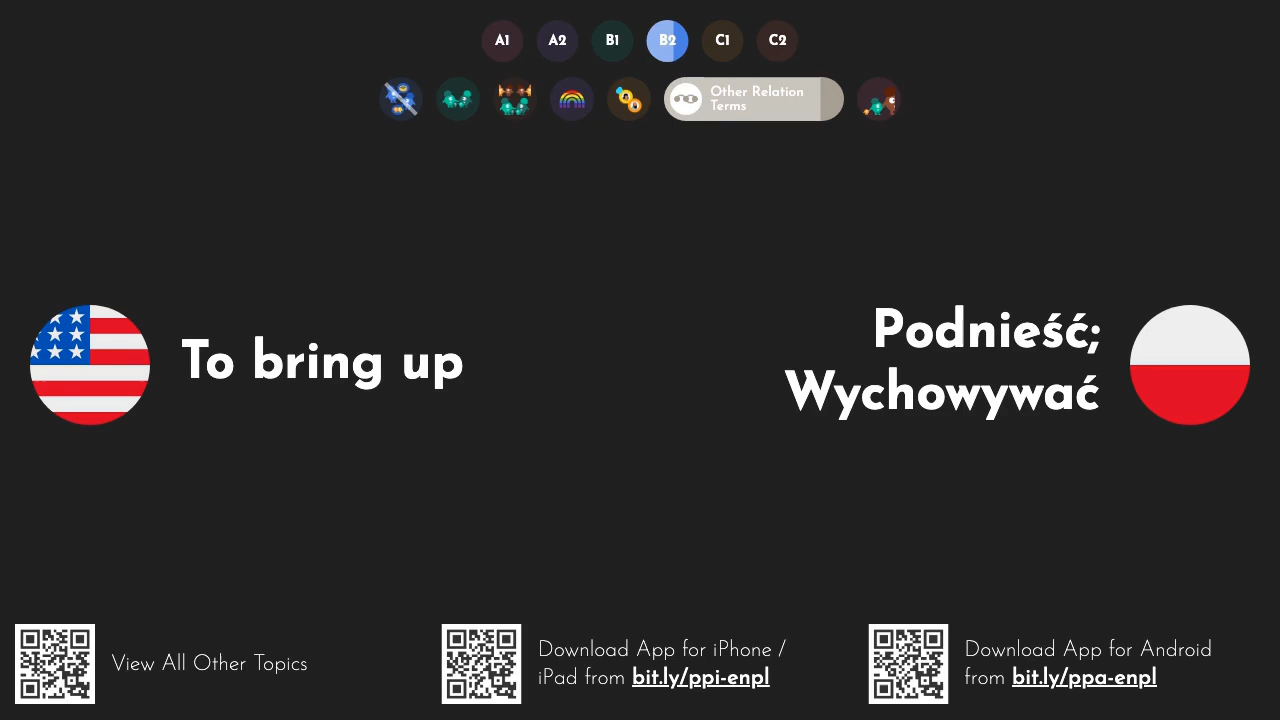 A1 A2 B1 B2 C1 C2
Other Relation
Terms
To bring up
Podnieść;
Wychowywać
View All Other Topics
Download App for iPhone /
iPad from bit.ly/ppi-enpl
Download App for Android
from bit.ly/ppa-enpl